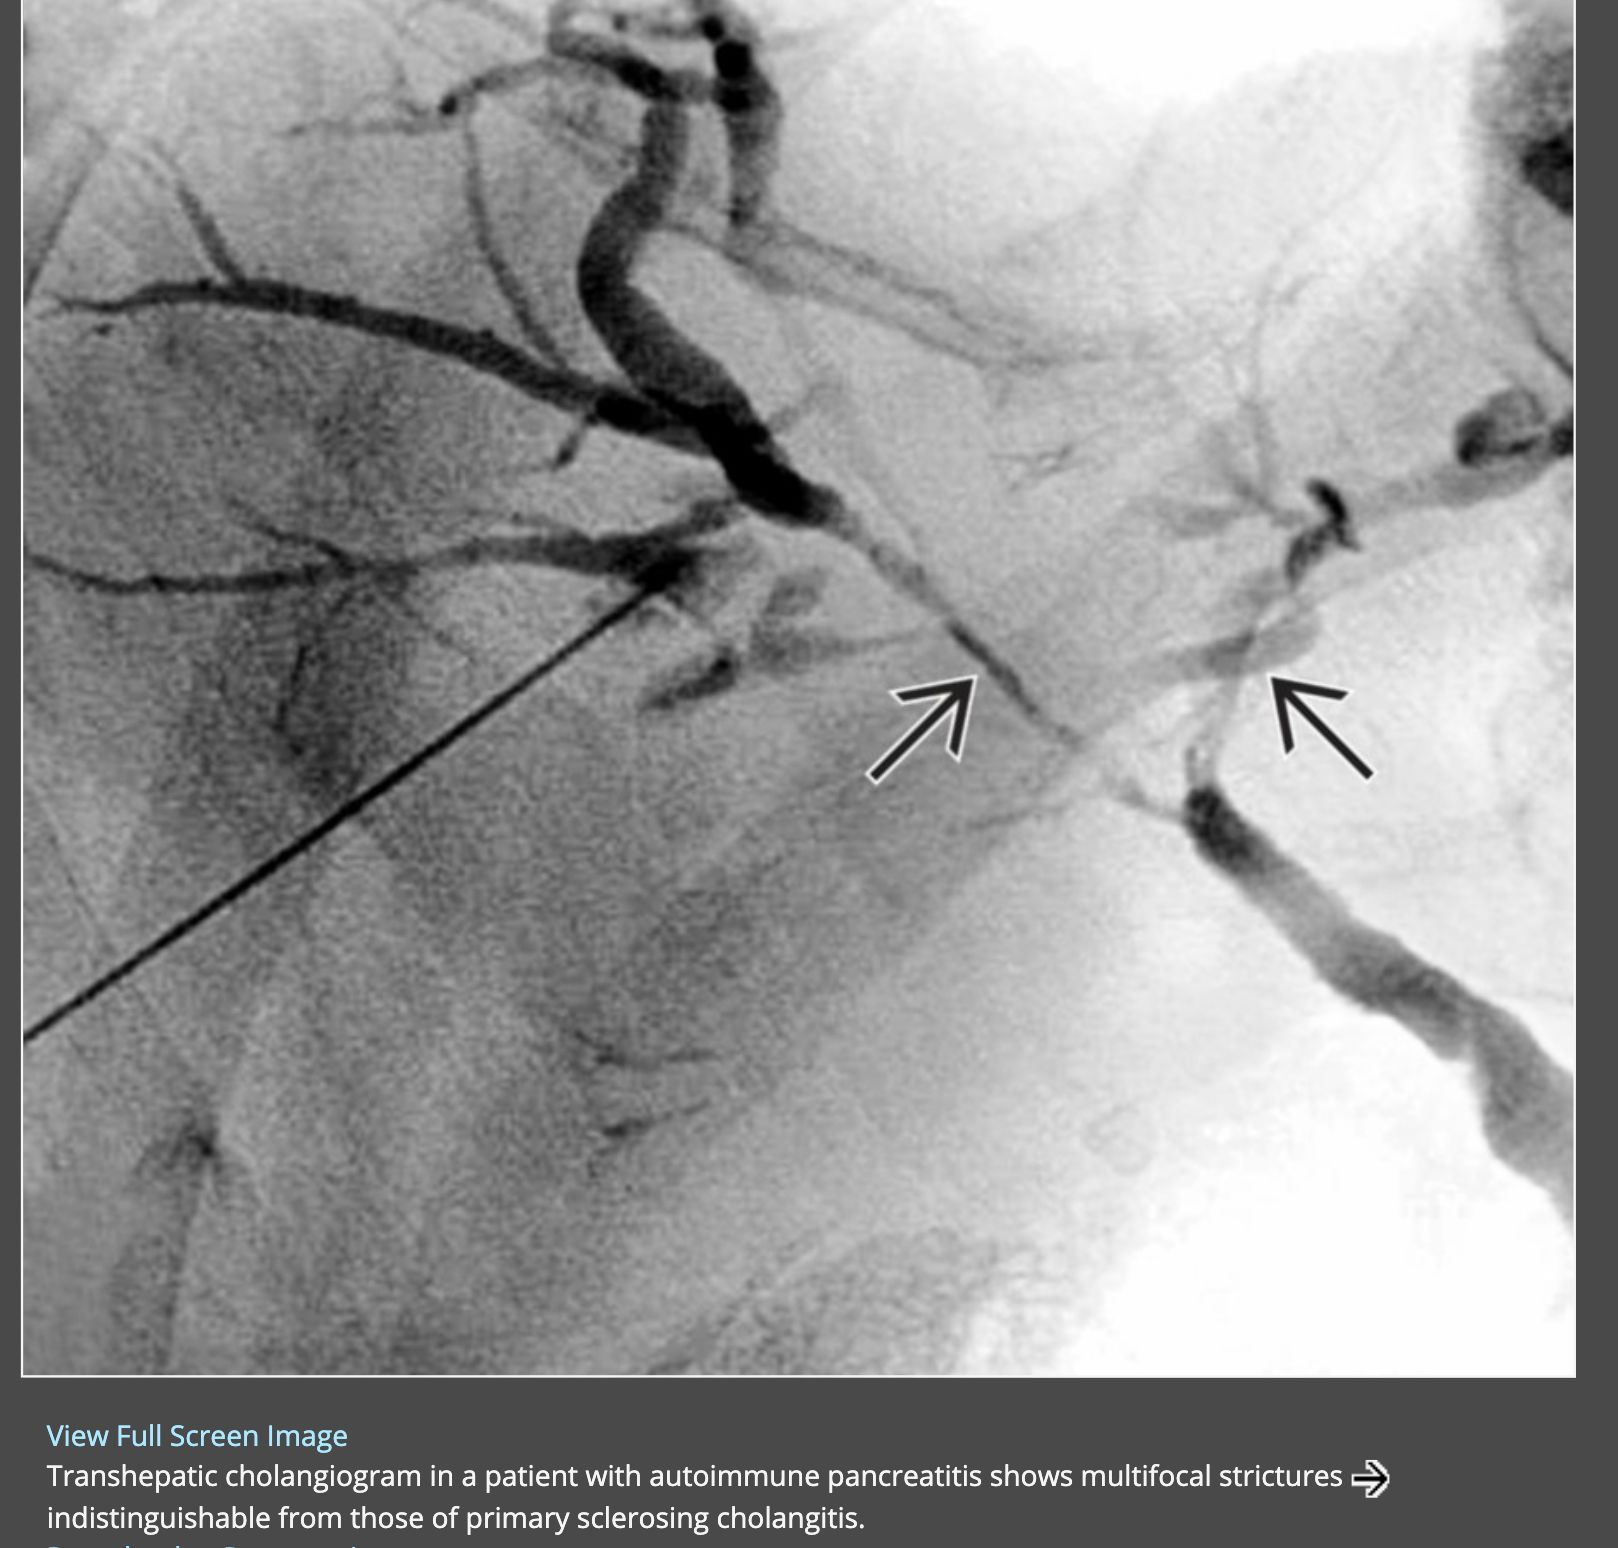 View Full Screen Image
Transhepatic cholangiogram in a patient with autoimmune pancreatitis shows multifocal strictures
indistinguishable from those of primary sclerosing cholangitis.